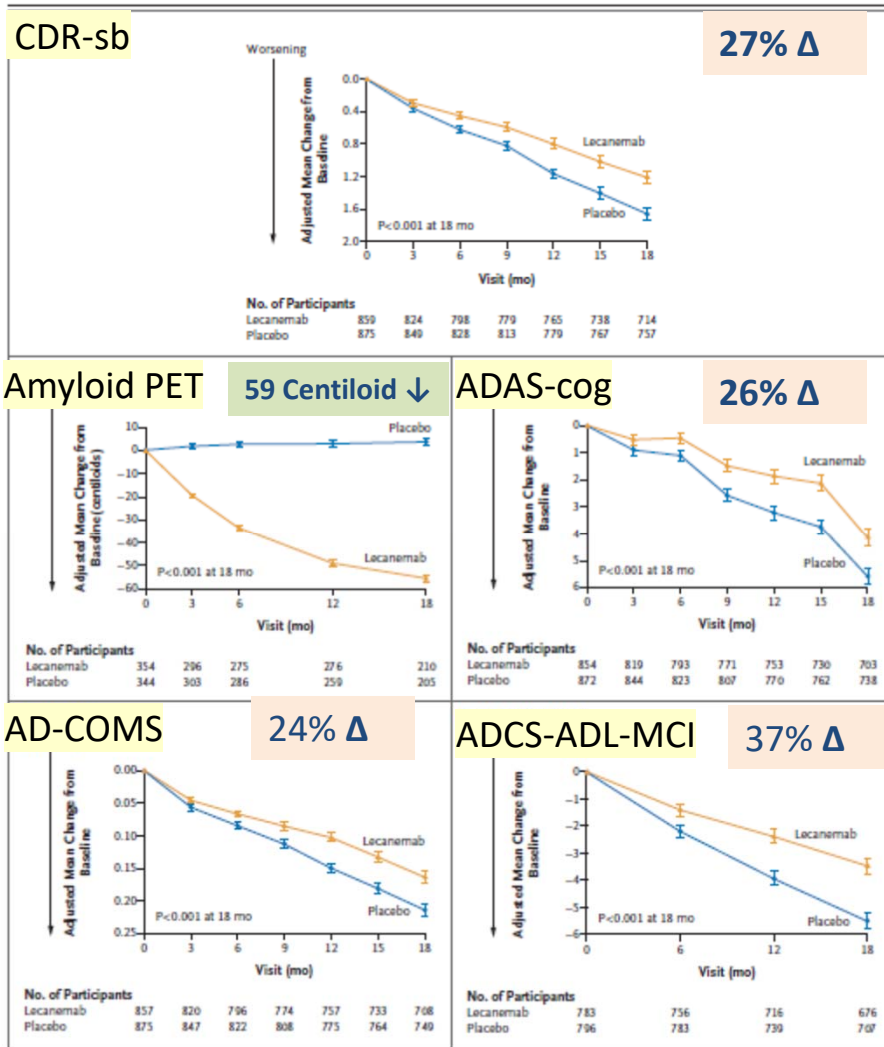 CDR-sb
27% Δ
Worsening
Adjusted Mean Change from
Baseline
0.0
0.4
0.8
1.2
1.6
2.0
Lecanemab
Placebo
P<0.001 at 18 mo
0 3 6 9 12 15 18
Visit (mo)
No. of Participants
Lecanemab 859 824 798 779 765 738 714
Placebo 875 849 828 813 779 767 757
Amyloid PET
59 Centiloid ↓
Adjusted Mean Change from
Baseline (centiloids)
10
0
−10
−20
−30
−40
−50
−60
Placebo
Lecanemab
P<0.001 at 18 mo
0 3 6 12 18
Visit (mo)
No. of Participants
Lecanemab 354 296 275 276 210
Placebo 344 303 286 259 205
ADAS-cog
26% Δ
Adjusted Mean Change from
Baseline
0
1
2
3
4
5
6
Lecanemab
Placebo
P<0.001 at 18 mo
0 3 6 9 12 15 18
Visit (mo)
No. of Participants
Lecanemab 854 819 793 771 753 730 703
Placebo 872 844 823 807 770 762 738
AD-COMS
24% Δ
Adjusted Mean Change from
Baseline
0.00
0.05
0.10
0.15
0.20
0.25
Lecanemab
Placebo
P<0.001 at 18 mo
0 3 6 9 12 15 18
Visit (mo)
No. of Participants
Lecanemab 857 820 796 774 757 733 708
Placebo 875 847 822 808 775 764 749
ADCS-ADL-MCI
37% Δ
Adjusted Mean Change from
Baseline
0
−1
−2
−3
−4
−5
−6
Lecanemab
Placebo
P<0.001 at 18 mo
0 6 12 18
Visit (mo)
No. of Participants
Lecanemab 783 756 716 676
Placebo 796 783 739 707